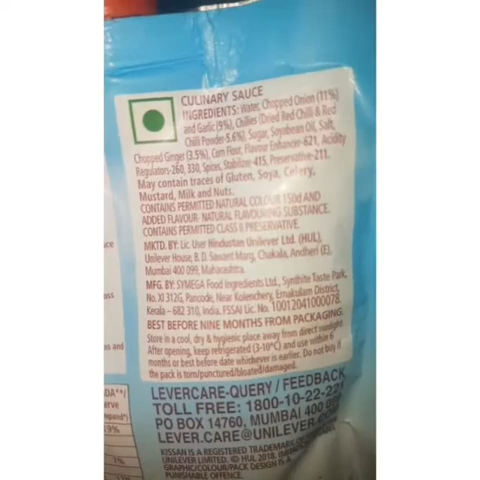 CULINARY SAUCE
INGREDIENTS: Water, Chopped Onion (11%)
and Garlic (9%), Chillies (Dried Red Chilli & Red
Chilli Powder-5.6%), Sugar, Soyabean Oil, Salt,
Chopped Ginger (3.5%), Corn Flour, Flavour Enhancer-621, Acidity
Regulators-260, 330, Spices, Stabilizer-415, Preservative-211.
May contain traces of Gluten, Soya, Celery,
Mustard, Milk and Nuts.
CONTAINS PERMITTED NATURAL COLOUR 150d AND
ADDED FLAVOUR- NATURAL FLAVOURING SUBSTANCE.
CONTAINS PERMITTED CLASS II PRESERVATIVE.
MKTD. BY: Lic. User Hindustan Unilever Ltd. (HUL),
Unilever House, B. D. Sawant Marg, Chakala, Andheri (E),
Mumbai 400 099, Maharashtra.
MFG. BY: SYMEGA Food Ingredients Ltd., Synthite Taste Park,
No. XI 312G, Pancode, Near Kolenchery, Ernakulam District,
Kerala – 682 310, India. FSSAI Lic. No. 10012041000078.
BEST BEFORE NINE MONTHS FROM PACKAGING.
Store in a cool, dry & hygienic place away from direct sunlight.
After opening, keep refrigerated (3-10°C) and use within 6
months or best before date whichever is earlier. Do not buy if
the pack is torn/punctured/bloated/damaged.
LEVERCARE-QUERY / FEEDBACK
TOLL FREE: 1800-10-22-221
PO BOX 14760, MUMBAI 400
LEVER.CARE@UNILEVER
KISSAN IS A REGISTERED TRADEMARK
UNILEVER LIMITED. © HUL 2018.
GRAPHIC/COLOUR/PACK DESIGN IS A
PUNISHABLE OFFENCE.